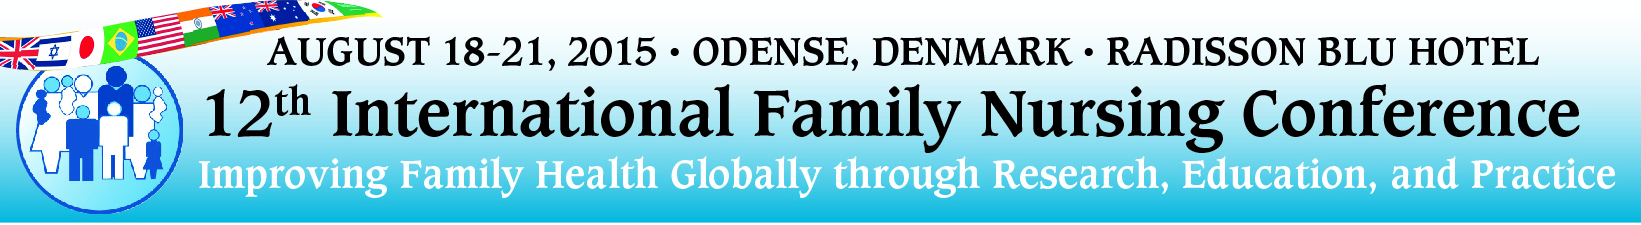 AUGUST 18-21, 2015 • ODENSE, DENMARK • RADISSON BLU HOTEL
12th International Family Nursing Conference
Improving Family Health Globally through Research, Education, and Practice